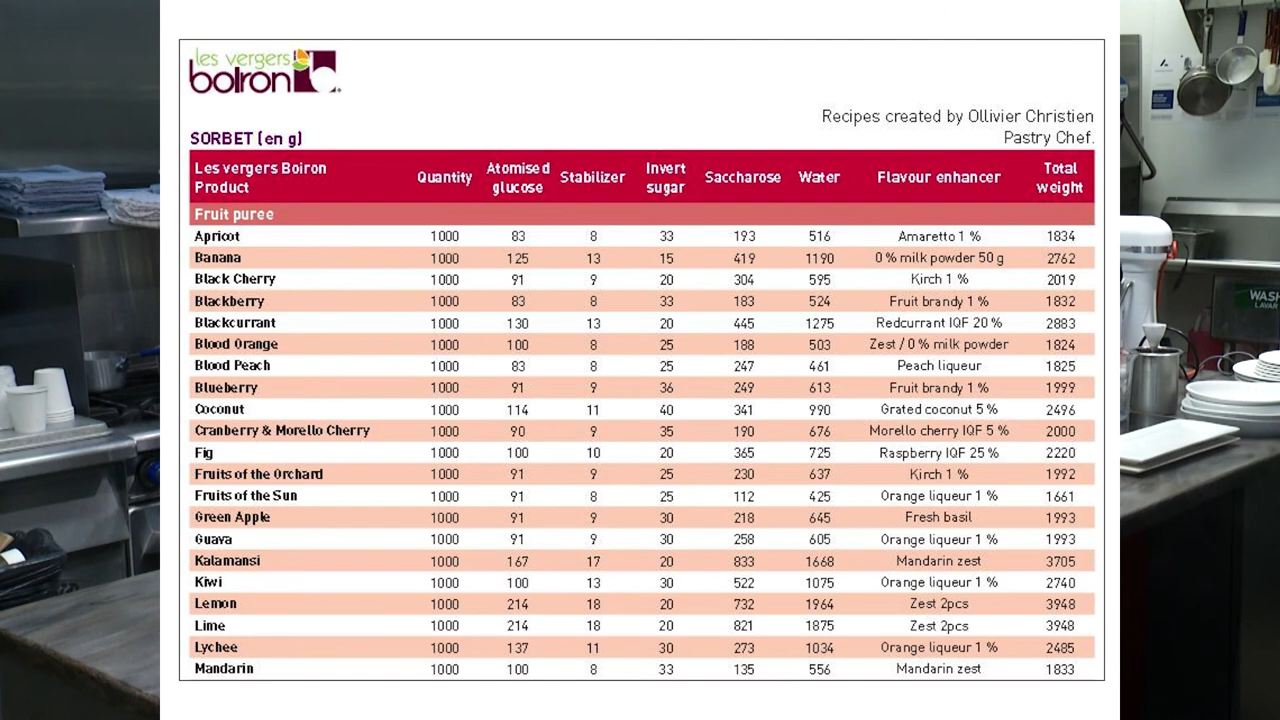 les vergers
boiron
Recipes created by Ollivier Christien
Pastry Chef.
SORBET (en g)
Les vergers Boiron Product Quantity Atomised glucose Stabilizer Invert sugar Saccharose Water Flavour enhancer Total weight
Fruit puree
Apricot 1000 83 8 33 193 516 Amaretto 1 % 1834
Banana 1000 125 13 15 419 1190 0 % milk powder 50 g 2762
Black Cherry 1000 91 9 20 304 595 Kirch 1 % 2019
Blackberry 1000 83 8 33 183 524 Fruit brandy 1 % 1832
Blackcurrant 1000 130 13 20 445 1275 Redcurrant IQF 20 % 2883
Blood Orange 1000 100 8 25 188 503 Zest / 0 % milk powder 1824
Blood Peach 1000 83 8 25 247 461 Peach liqueur 1825
Blueberry 1000 91 9 36 249 613 Fruit brandy 1 % 1999
Coconut 1000 114 11 40 341 990 Grated coconut 5 % 2496
Cranberry & Morello Cherry 1000 90 9 35 190 676 Morello cherry IQF 5 % 2000
Fig 1000 100 10 20 365 725 Raspberry IQF 25 % 2220
Fruits of the Orchard 1000 91 9 25 230 637 Kirch 1 % 1992
Fruits of the Sun 1000 91 8 25 112 425 Orange liqueur 1 % 1661
Green Apple 1000 91 9 30 218 645 Fresh basil 1993
Guava 1000 91 9 30 258 605 Orange liqueur 1 % 1993
Kalamansi 1000 167 17 20 833 1668 Mandarin zest 3705
Kiwi 1000 100 13 30 522 1075 Orange liqueur 1 % 2740
Lemon 1000 214 18 20 732 1964 Zest 2pcs 3948
Lime 1000 214 18 20 821 1875 Zest 2pcs 3948
Lychee 1000 137 11 30 273 1034 Orange liqueur 1 % 2485
Mandarin 1000 100 8 33 135 556 Mandarin zest 1833
WASH
LAVAR